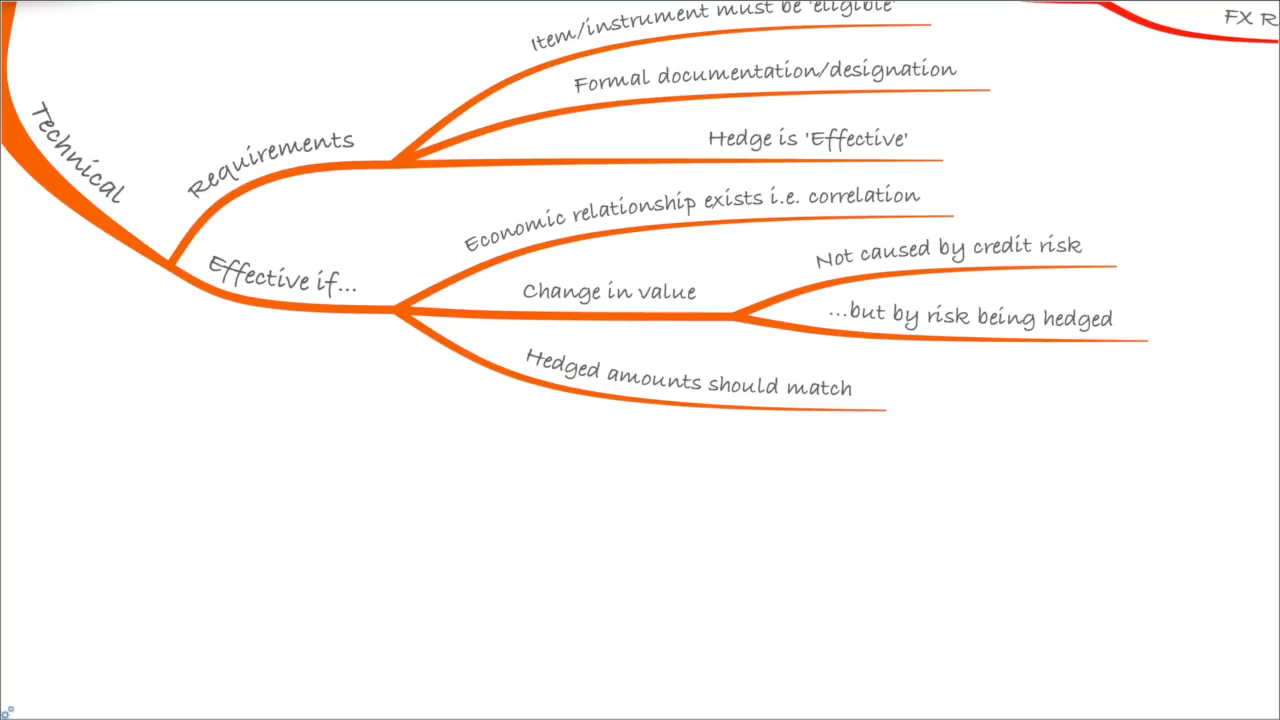 Item/instrument must be 'eligible'
FX R
Formal documentation/designation
Technical
Requirements
Hedge is 'Effective'
Economic relationship exists i.e. correlation
Effective if...
Not caused by credit risk
Change in value
...but by risk being hedged
Hedged amounts should match